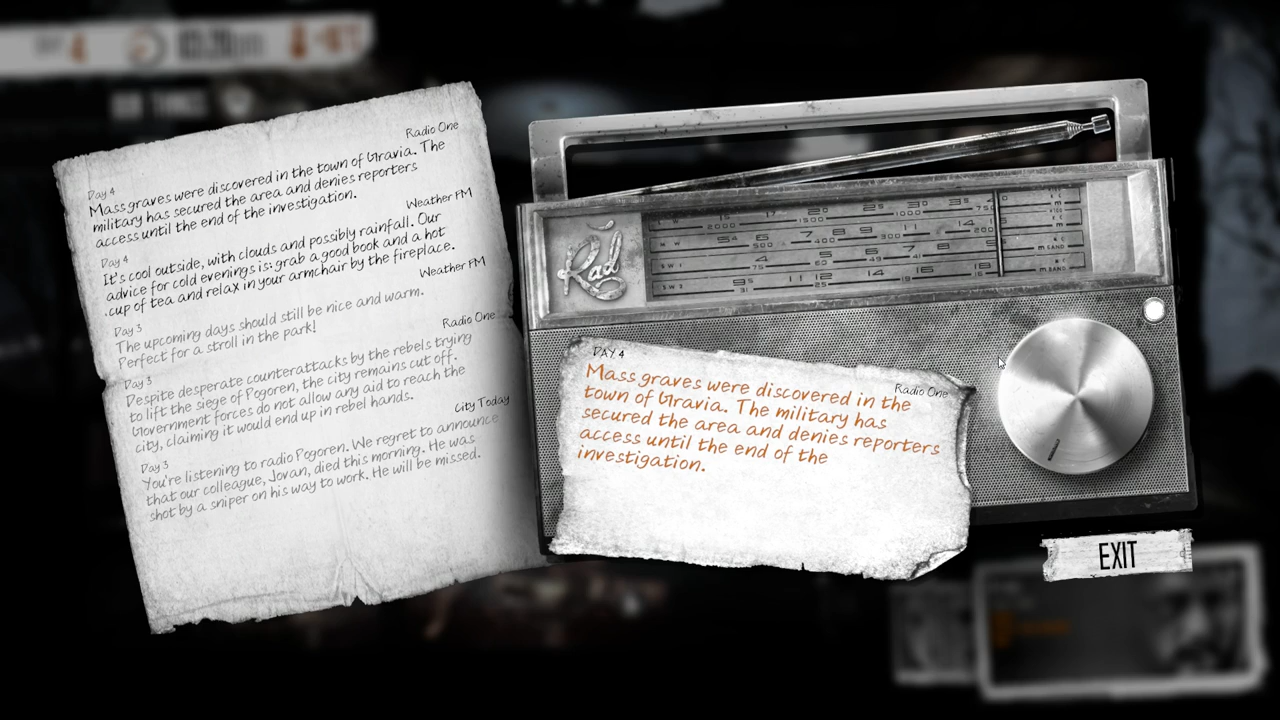 Radio One
Day 4
Mass graves were discovered in the town of Gravia. The
military has secured the area and denies reporters
access until the end of the investigation.
Weather FM
Day 4
It's cool outside, with clouds and possibly rainfall. Our
advice for cold evenings is: grab a good book and a hot
cup of tea and relax in your armchair by the fireplace.
Weather FM
Day 3
The upcoming days should still be nice and warm.
Perfect for a stroll in the park!
Radio One
Day 3
Despite desperate counterattacks by the rebels trying
to lift the siege of Pogoren, the city remains cut off.
Government forces do not allow any aid to reach the
city, claiming it would end up in rebel hands.
City Today
Day 3
You're listening to radio Pogoren. We regret to announce
that our colleague, Jovan, died this morning. He was
shot by a sniper on his way to work. He will be missed.
Rad
DAY 4
Radio One
Mass graves were discovered in the
town of Gravia. The military has
secured the area and denies reporters
access until the end of the
investigation.
EXIT